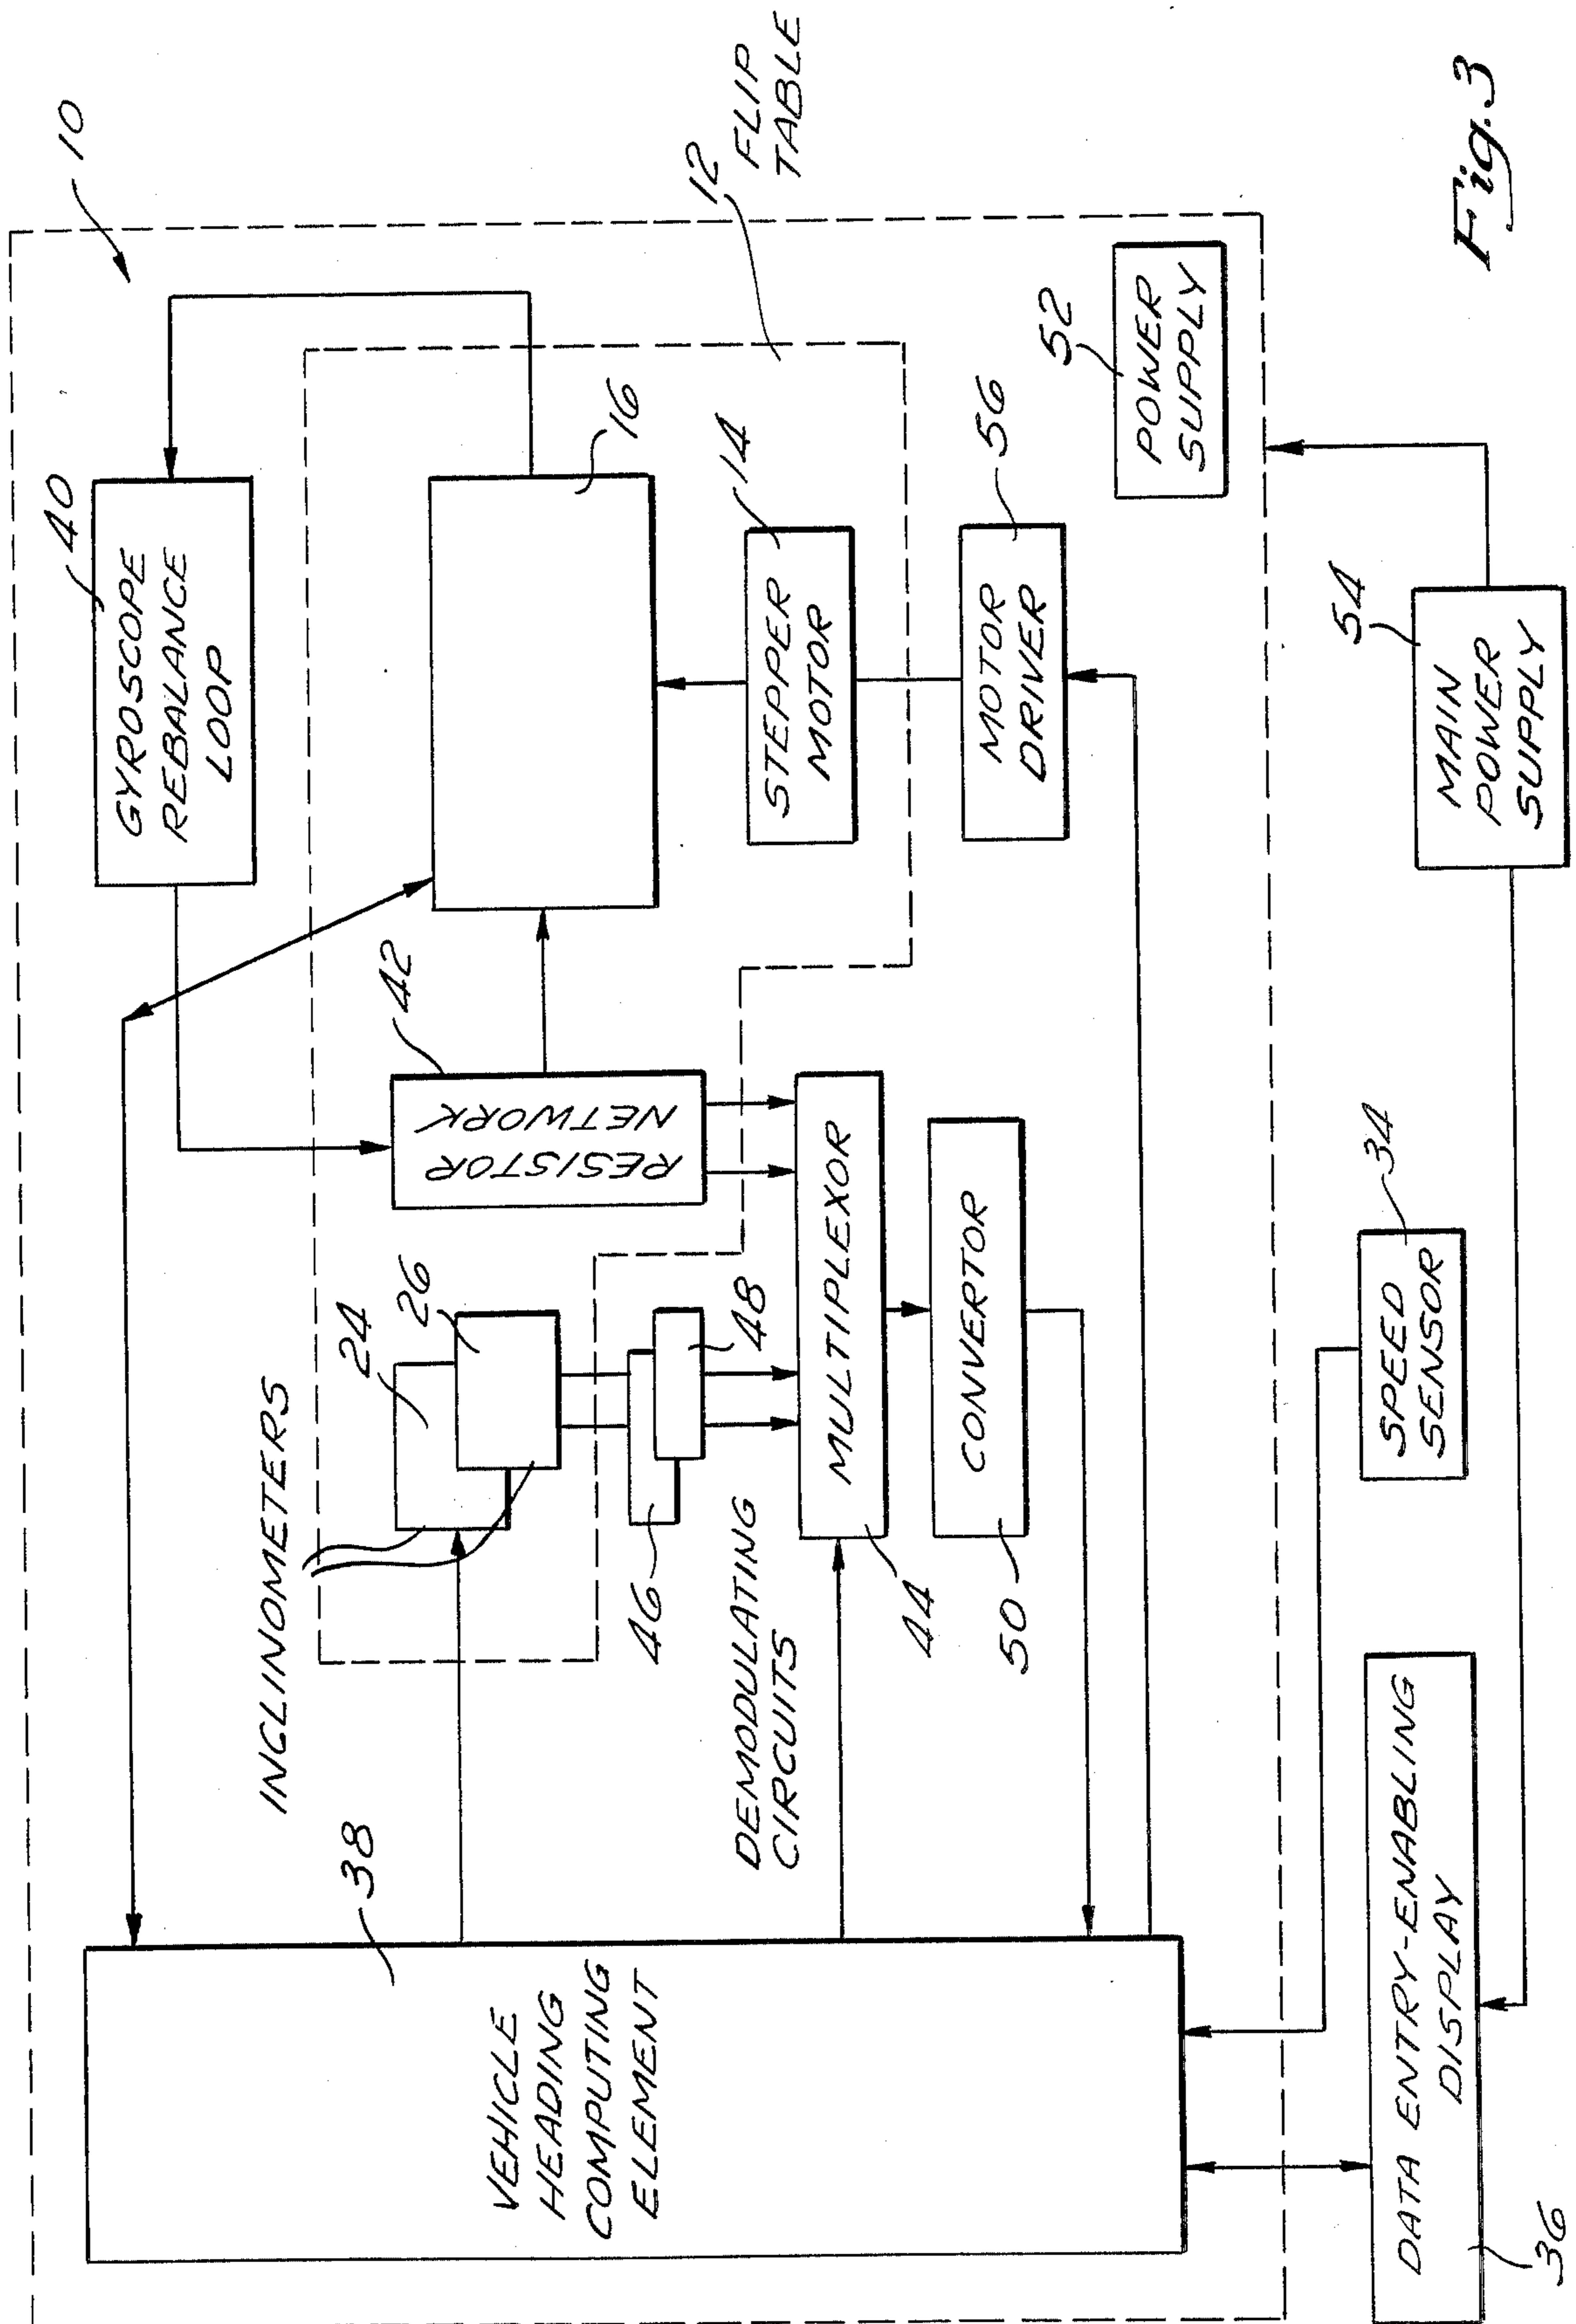 10
40
GYROSCOPE
REBALANCE
LOOP
12
FLIP
TABLE
16
42
RESISTOR
NETWORK
INCLINOMETERS
24
26
38
VEHICLE
HEADING
COMPUTING
ELEMENT
46
48
DEMODULATING
CIRCUITS
MULTIPLEXOR
44
STEPPER
MOTOR
14
CONVERTOR
50
MOTOR
DRIVER
56
52
POWER
SUPPLY
SPEED
SENSOR
34
54
MAIN
POWER
SUPPLY
DATA ENTRY-ENABLING
DISPLAY
36
Fig. 3